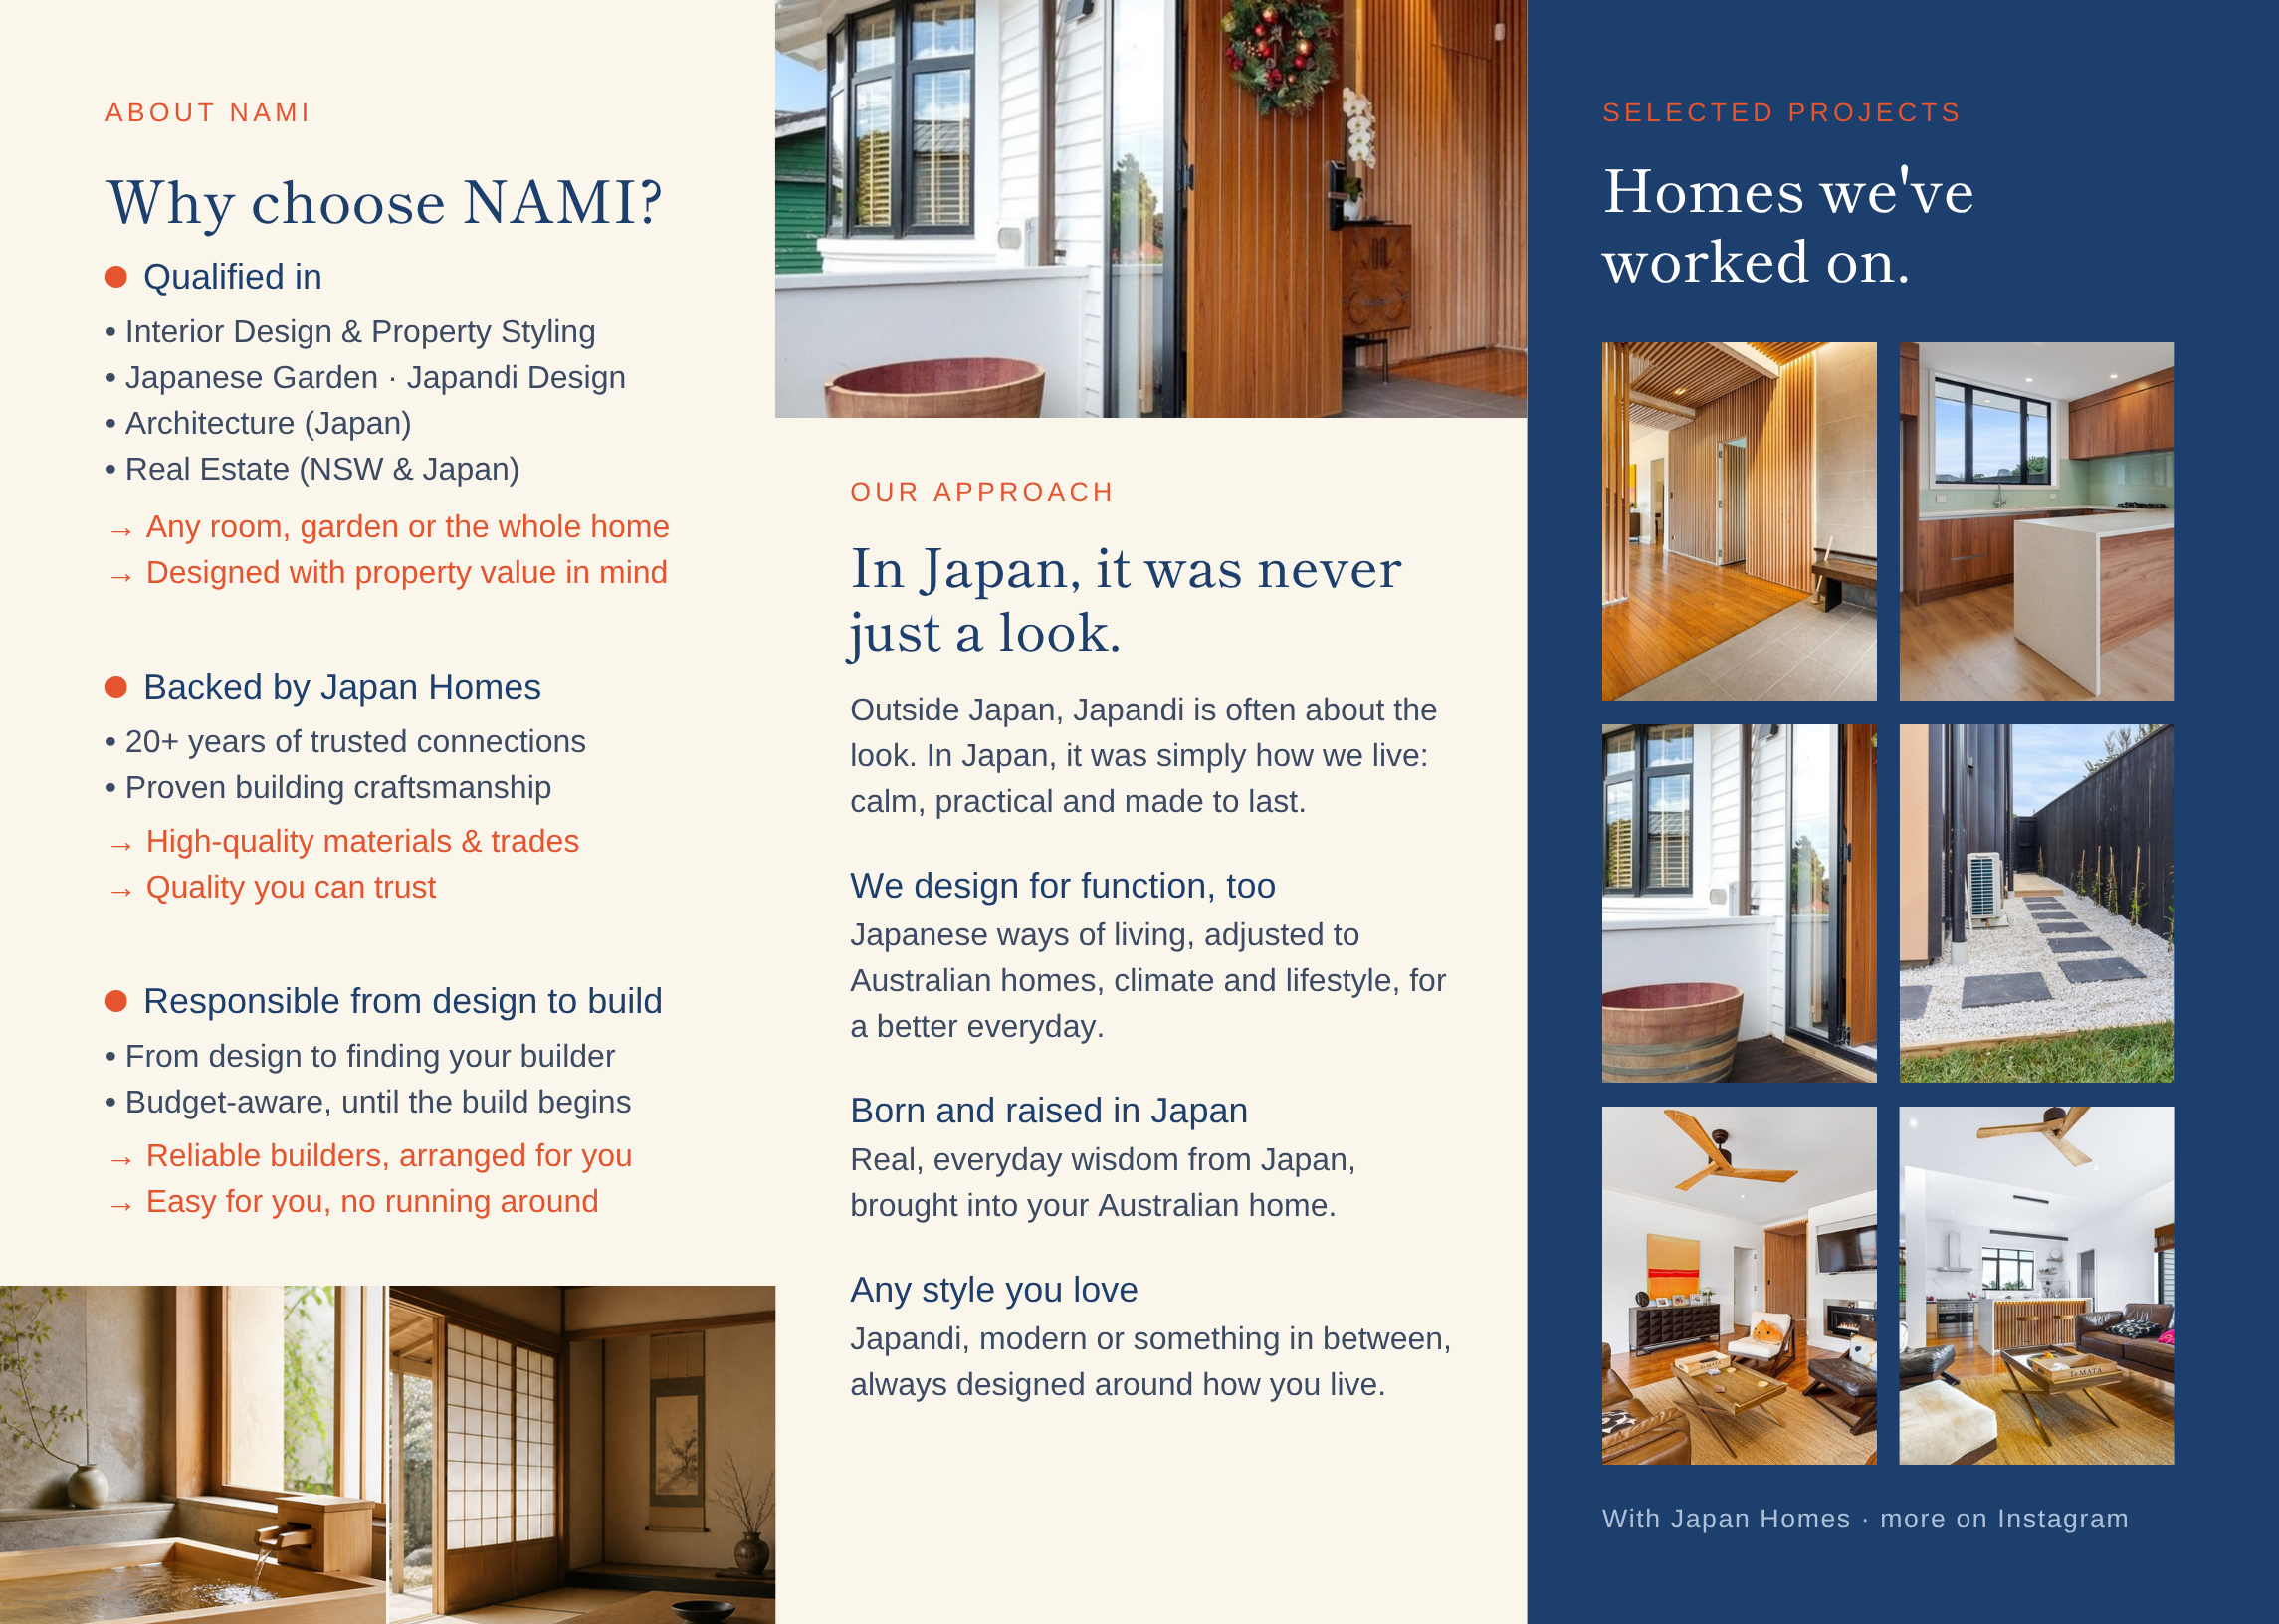 ABOUT NAMI
Why choose NAMI?
Qualified in
• Interior Design & Property Styling
• Japanese Garden · Japandi Design
• Architecture (Japan)
• Real Estate (NSW & Japan)
→ Any room, garden or the whole home
→ Designed with property value in mind
Backed by Japan Homes
• 20+ years of trusted connections
• Proven building craftsmanship
→ High-quality materials & trades
→ Quality you can trust
Responsible from design to build
• From design to finding your builder
• Budget-aware, until the build begins
→ Reliable builders, arranged for you
→ Easy for you, no running around
OUR APPROACH
In Japan, it was never
just a look.
Outside Japan, Japandi is often about the
look. In Japan, it was simply how we live:
calm, practical and made to last.
We design for function, too
Japanese ways of living, adjusted to
Australian homes, climate and lifestyle, for
a better everyday.
Born and raised in Japan
Real, everyday wisdom from Japan,
brought into your Australian home.
Any style you love
Japandi, modern or something in between,
always designed around how you live.
SELECTED PROJECTS
Homes we've
worked on.
Te MATA
With Japan Homes · more on Instagram